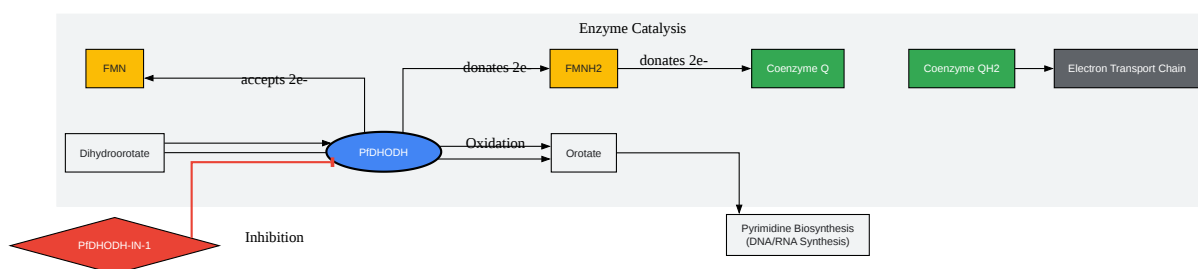 Enzyme Catalysis
FMN
accepts 2e-
donates 2e-
FMNH2
donates 2e-
Coenzyme Q
Coenzyme QH2
Electron Transport Chain
Dihydroorotate
PfDHODH
Oxidation
Orotate
PfDHODH-IN-1
Inhibition
Pyrimidine Biosynthesis
(DNA/RNA Synthesis)